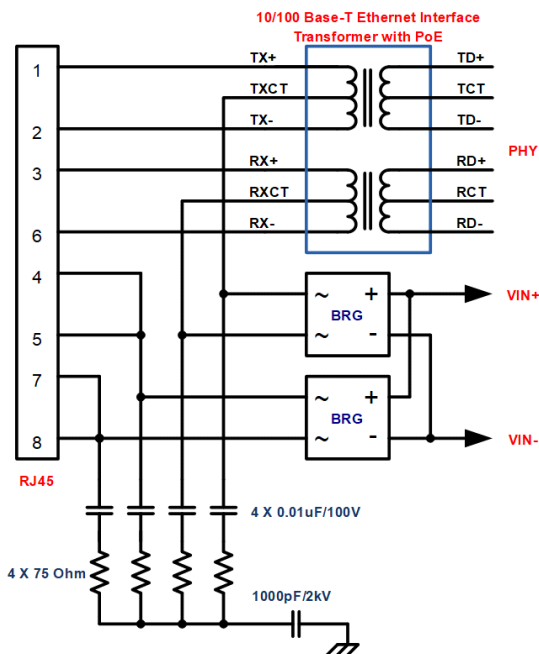 10/100 Base-T Ethernet Interface
Transformer with PoE
1 TX+ TD+
TXCT TCT
2 TX- TD-
PHY
3 RX+ RD+
RXCT RCT
6 RX- RD-
4
~ + VIN+
BRG
5 ~ -
7
~ +
BRG
8 ~ - VIN-
RJ45
4 X 0.01uF/100V
4 X 75 Ohm
1000pF/2kV